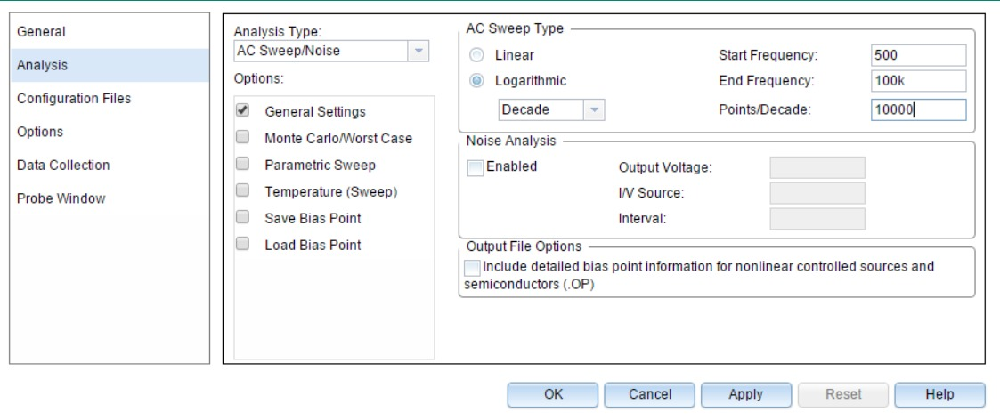 General
Analysis
Configuration Files
Options
Data Collection
Probe Window
Analysis Type:
AC Sweep/Noise
Options:
General Settings
Monte Carlo/Worst Case
Parametric Sweep
Temperature (Sweep)
Save Bias Point
Load Bias Point
AC Sweep Type
Linear
Logarithmic
Decade
Start Frequency: 500
End Frequency: 100k
Points/Decade: 10000
Noise Analysis
Enabled
Output Voltage:
I/V Source:
Interval:
Output File Options
Include detailed bias point information for nonlinear controlled sources and
semiconductors (.OP)
OK Cancel Apply Reset Help